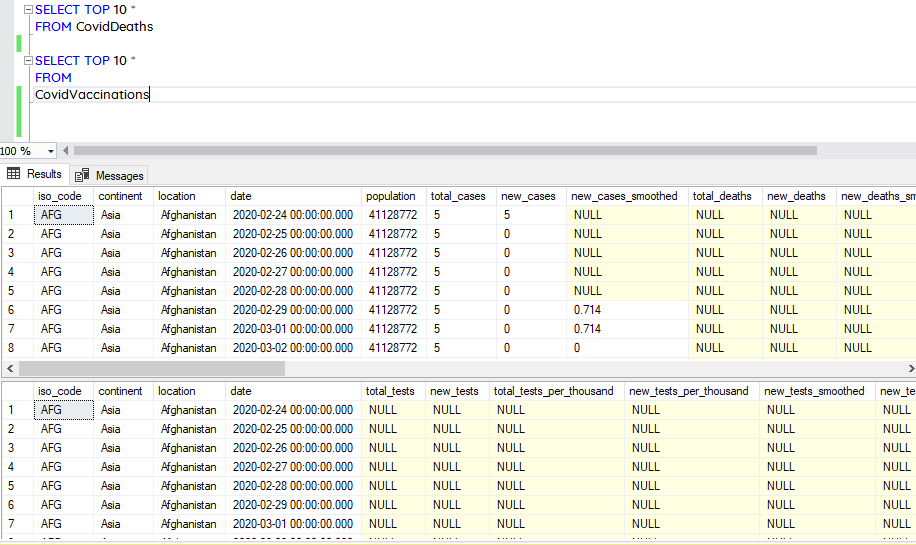 SELECT TOP 10 *
FROM CovidDeaths
SELECT TOP 10 *
FROM
CovidVaccinations
100 %
Results Messages
iso_code continent location date population total_cases new_cases new_cases_smoothed total_deaths new_deaths new_deaths_sm
1 AFG Asia Afghanistan 2020-02-24 00:00:00.000 41128772 5 5 NULL NULL NULL NULL
2 AFG Asia Afghanistan 2020-02-25 00:00:00.000 41128772 5 0 NULL NULL NULL NULL
3 AFG Asia Afghanistan 2020-02-26 00:00:00.000 41128772 5 0 NULL NULL NULL NULL
4 AFG Asia Afghanistan 2020-02-27 00:00:00.000 41128772 5 0 NULL NULL NULL NULL
5 AFG Asia Afghanistan 2020-02-28 00:00:00.000 41128772 5 0 NULL NULL NULL NULL
6 AFG Asia Afghanistan 2020-02-29 00:00:00.000 41128772 5 0 0.714 NULL NULL NULL
7 AFG Asia Afghanistan 2020-03-01 00:00:00.000 41128772 5 0 0.714 NULL NULL NULL
8 AFG Asia Afghanistan 2020-03-02 00:00:00.000 41128772 5 0 0 NULL NULL NULL
iso_code continent location date total_tests new_tests total_tests_per_thousand new_tests_per_thousand new_tests_smoothed new_te
1 AFG Asia Afghanistan 2020-02-24 00:00:00.000 NULL NULL NULL NULL NULL NULL
2 AFG Asia Afghanistan 2020-02-25 00:00:00.000 NULL NULL NULL NULL NULL NULL
3 AFG Asia Afghanistan 2020-02-26 00:00:00.000 NULL NULL NULL NULL NULL NULL
4 AFG Asia Afghanistan 2020-02-27 00:00:00.000 NULL NULL NULL NULL NULL NULL
5 AFG Asia Afghanistan 2020-02-28 00:00:00.000 NULL NULL NULL NULL NULL NULL
6 AFG Asia Afghanistan 2020-02-29 00:00:00.000 NULL NULL NULL NULL NULL NULL
7 AFG Asia Afghanistan 2020-03-01 00:00:00.000 NULL NULL NULL NULL NULL NULL